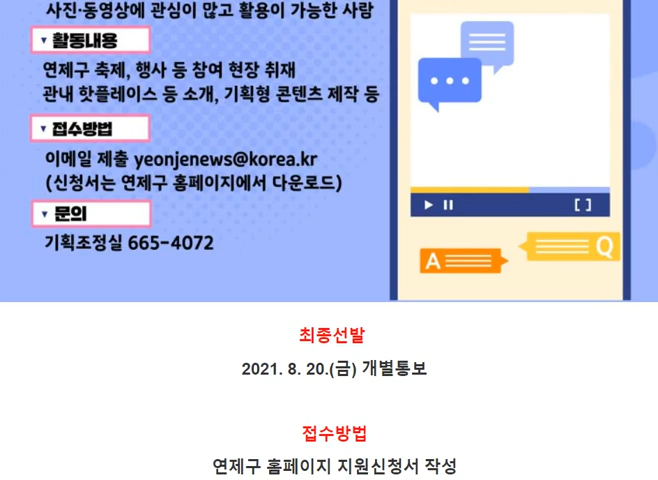 사진·동영상에 관심이 많고 활용이 가능한 사람
▼ 활동내용
연제구 축제, 행사 등 참여 현장 취재
관내 핫플레이스 등 소개, 기획형 콘텐츠 제작 등
▼ 접수방법
이메일 제출 yeonjenews@korea.kr
(신청서는 연제구 홈페이지에서 다운로드)
▼ 문의
기획조정실 665-4072
A
Q
최종선발
2021. 8. 20.(금) 개별통보
접수방법
연제구 홈페이지 지원신청서 작성